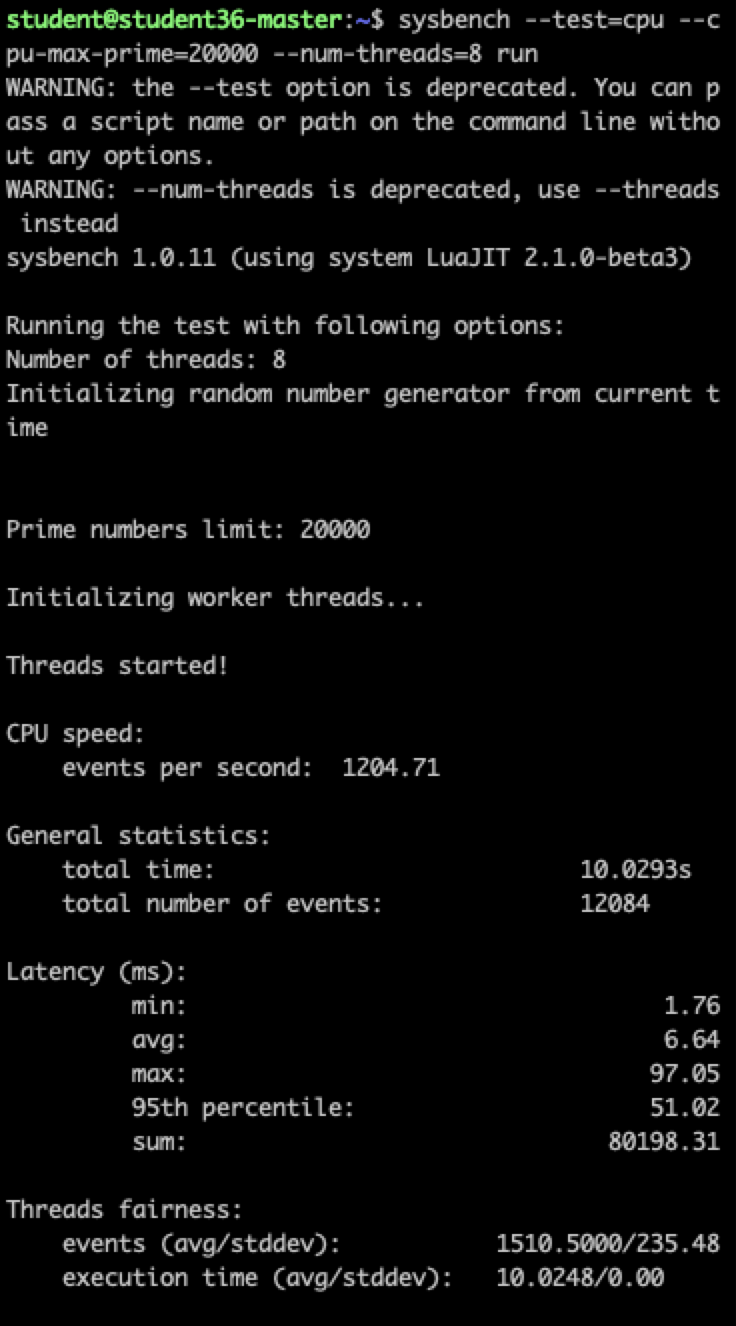 student@student36-master:~$ sysbench --test=cpu --c
pu-max-prime=20000 --num-threads=8 run
WARNING: the --test option is deprecated. You can p
ass a script name or path on the command line witho
ut any options.
WARNING: --num-threads is deprecated, use --threads
 instead
sysbench 1.0.11 (using system LuaJIT 2.1.0-beta3)

Running the test with following options:
Number of threads: 8
Initializing random number generator from current t
ime

Prime numbers limit: 20000

Initializing worker threads...

Threads started!

CPU speed:
    events per second:  1204.71

General statistics:
    total time:                          10.0293s
    total number of events:              12084

Latency (ms):
         min:                                  1.76
         avg:                                  6.64
         max:                                 97.05
         95th percentile:                     51.02
         sum:                              80198.31

Threads fairness:
    events (avg/stddev):           1510.5000/235.48
    execution time (avg/stddev):   10.0248/0.00